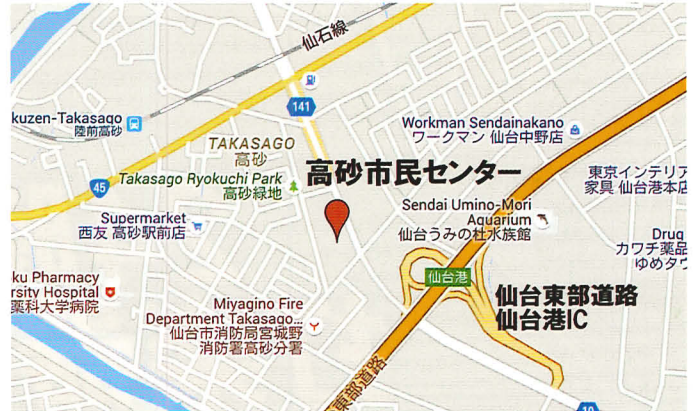 仙石線
141
kuzen-Takasago
陸前高砂
Workman Sendainakano
ワークマン 仙台中野店
TAKASAGO
高砂
高砂市民センター
45
Takasago Ryokuchi Park
高砂緑地
東京インテリア
家具 仙台港本店
Supermarket
西友 高砂駅前店
Sendai Umino-Mori
Aquarium
仙台うみの杜水族館
Drug
カワチ薬品
ゆめタウ
ku Pharmacy
rsity Hospital
薬科大学病院
仙台港
仙台東部道路
仙台港IC
Miyagino Fire
Department Takasago...
仙台市消防局宮城野
消防署高砂分署
東部道路
10